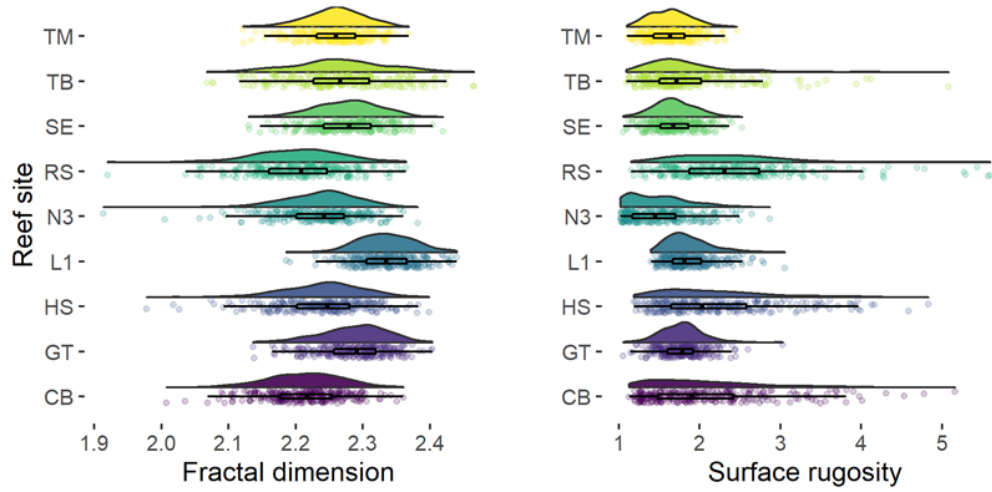 Reef site
TM
TB
SE
RS
N3
L1
HS
GT
CB
1.9 2.0 2.1 2.2 2.3 2.4
Fractal dimension
TM
TB
SE
RS
N3
L1
HS
GT
CB
1 2 3 4 5
Surface rugosity